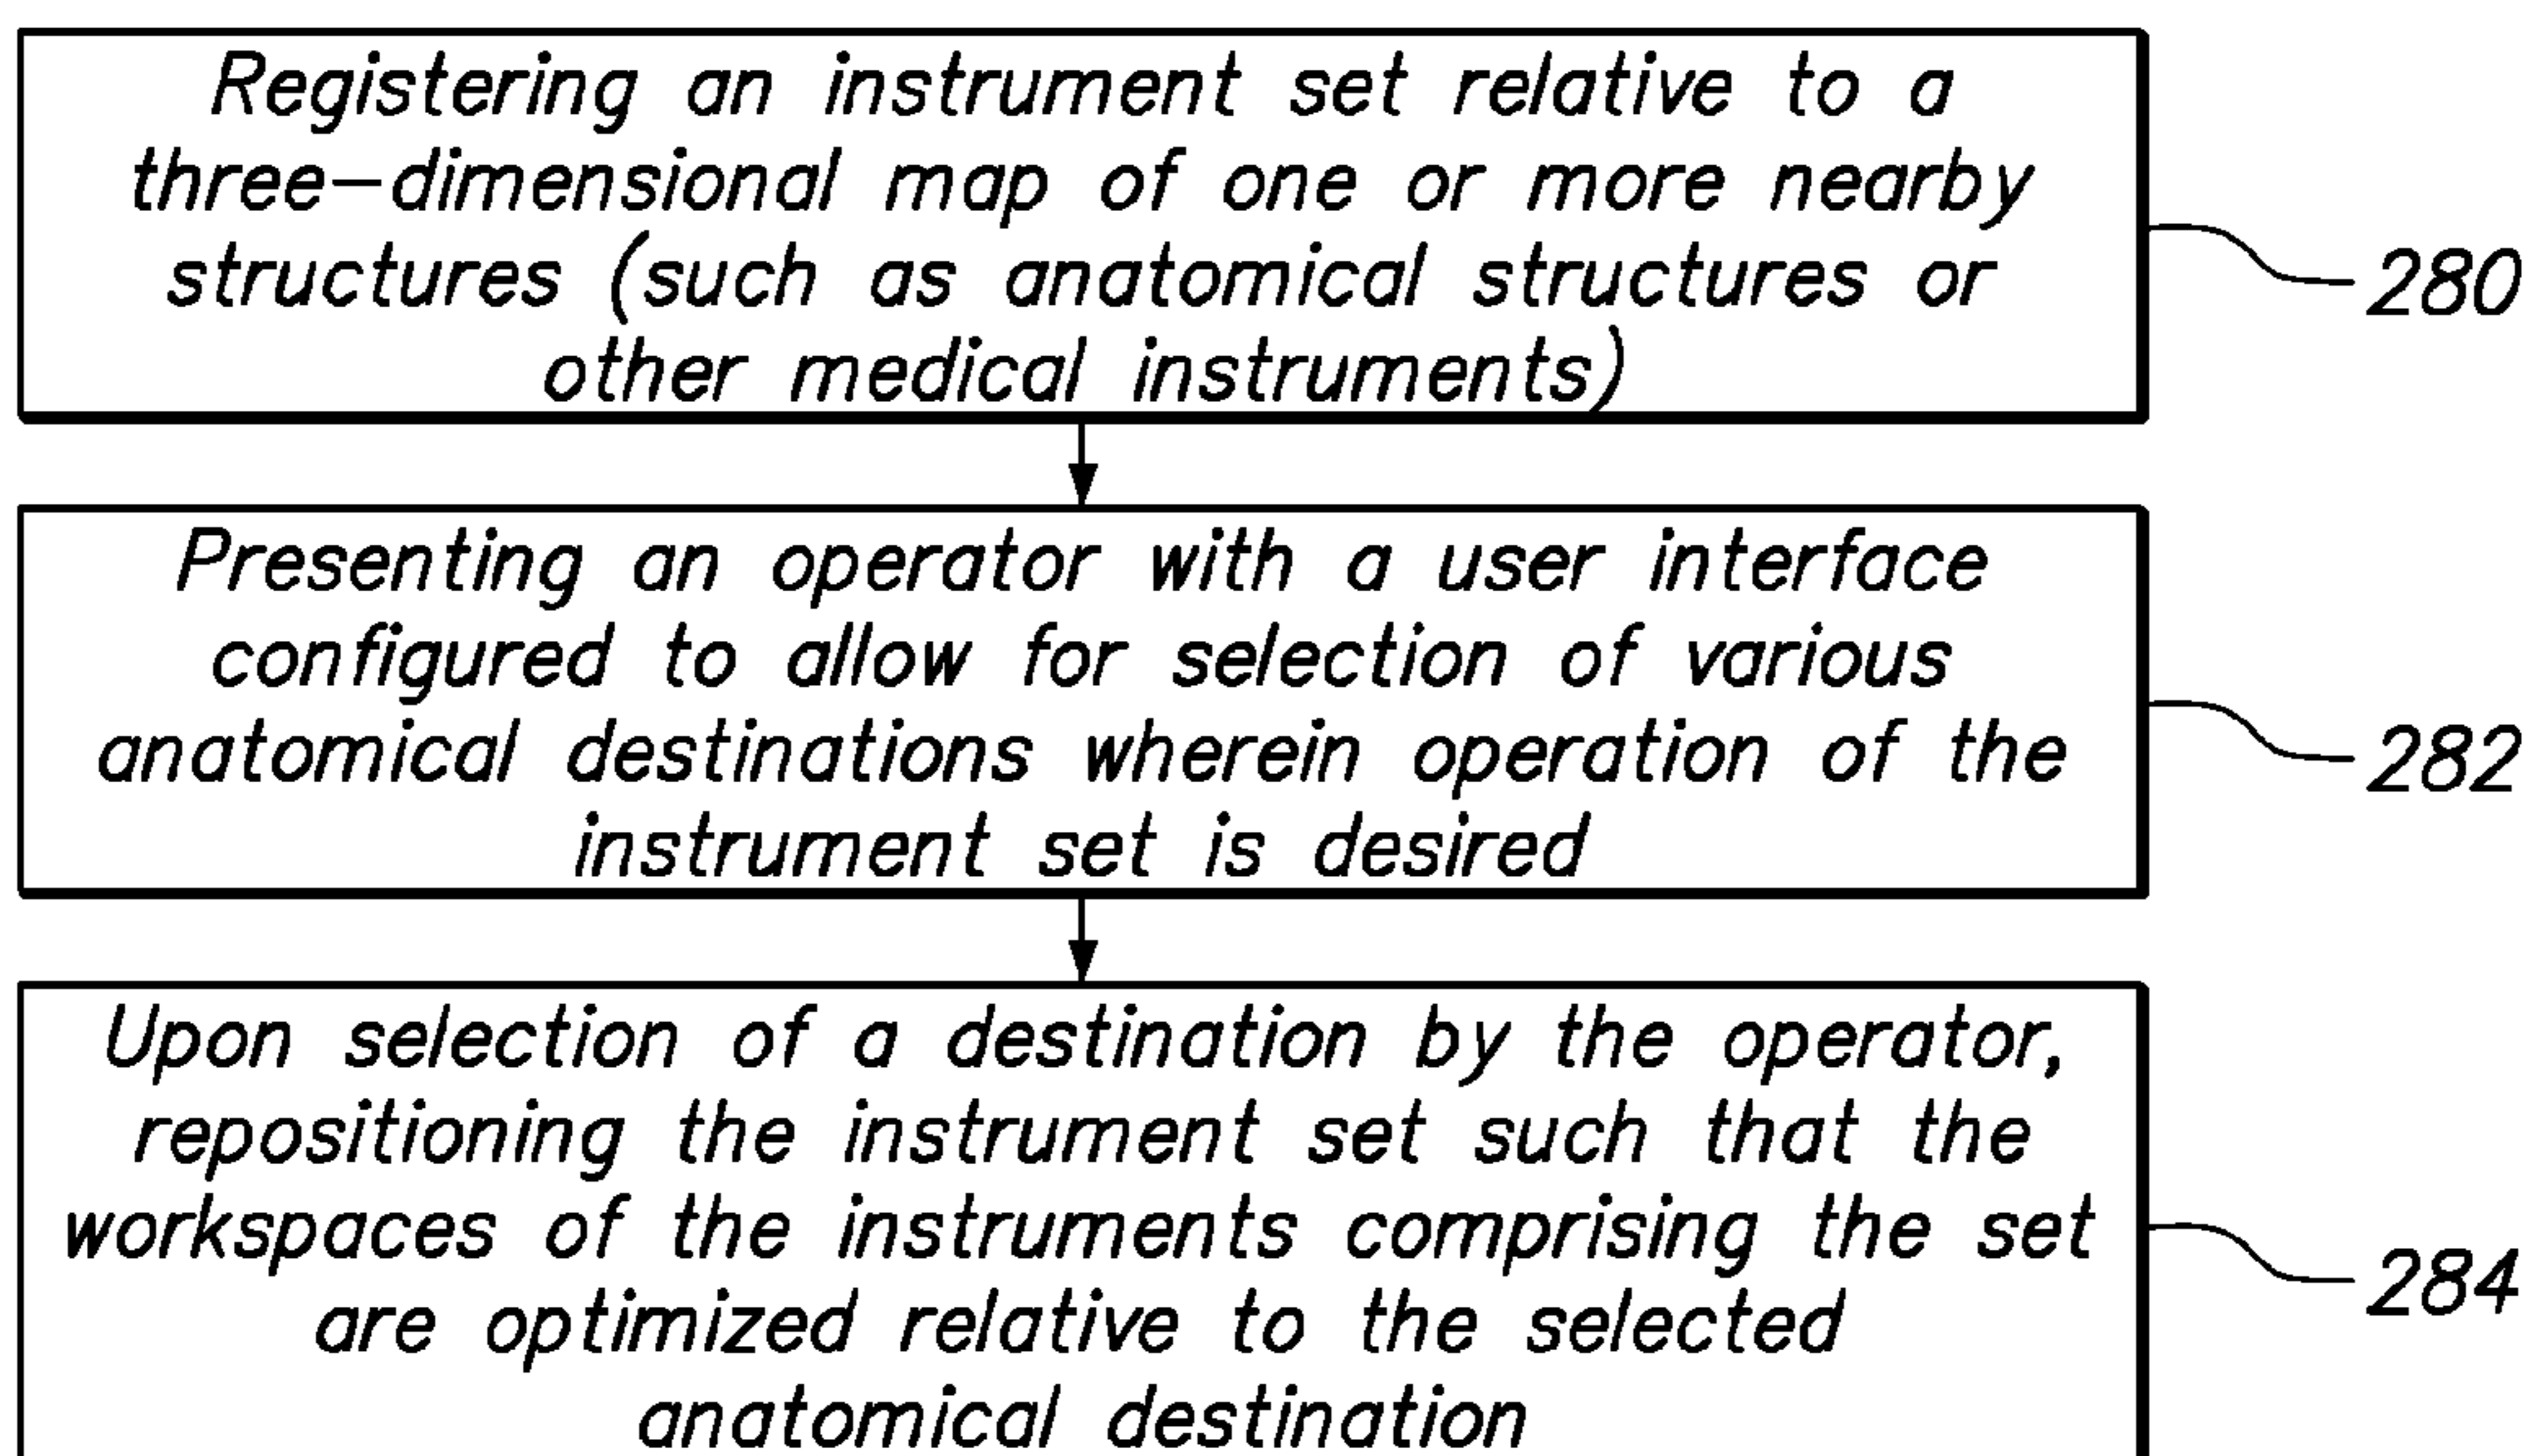 Registering an instrument set relative to a
three-dimensional map of one or more nearby
structures (such as anatomical structures or
other medical instruments)
280
Presenting an operator with a user interface
configured to allow for selection of various
anatomical destinations wherein operation of the
instrument set is desired
282
Upon selection of a destination by the operator,
repositioning the instrument set such that the
workspaces of the instruments comprising the set
are optimized relative to the selected
anatomical destination
284